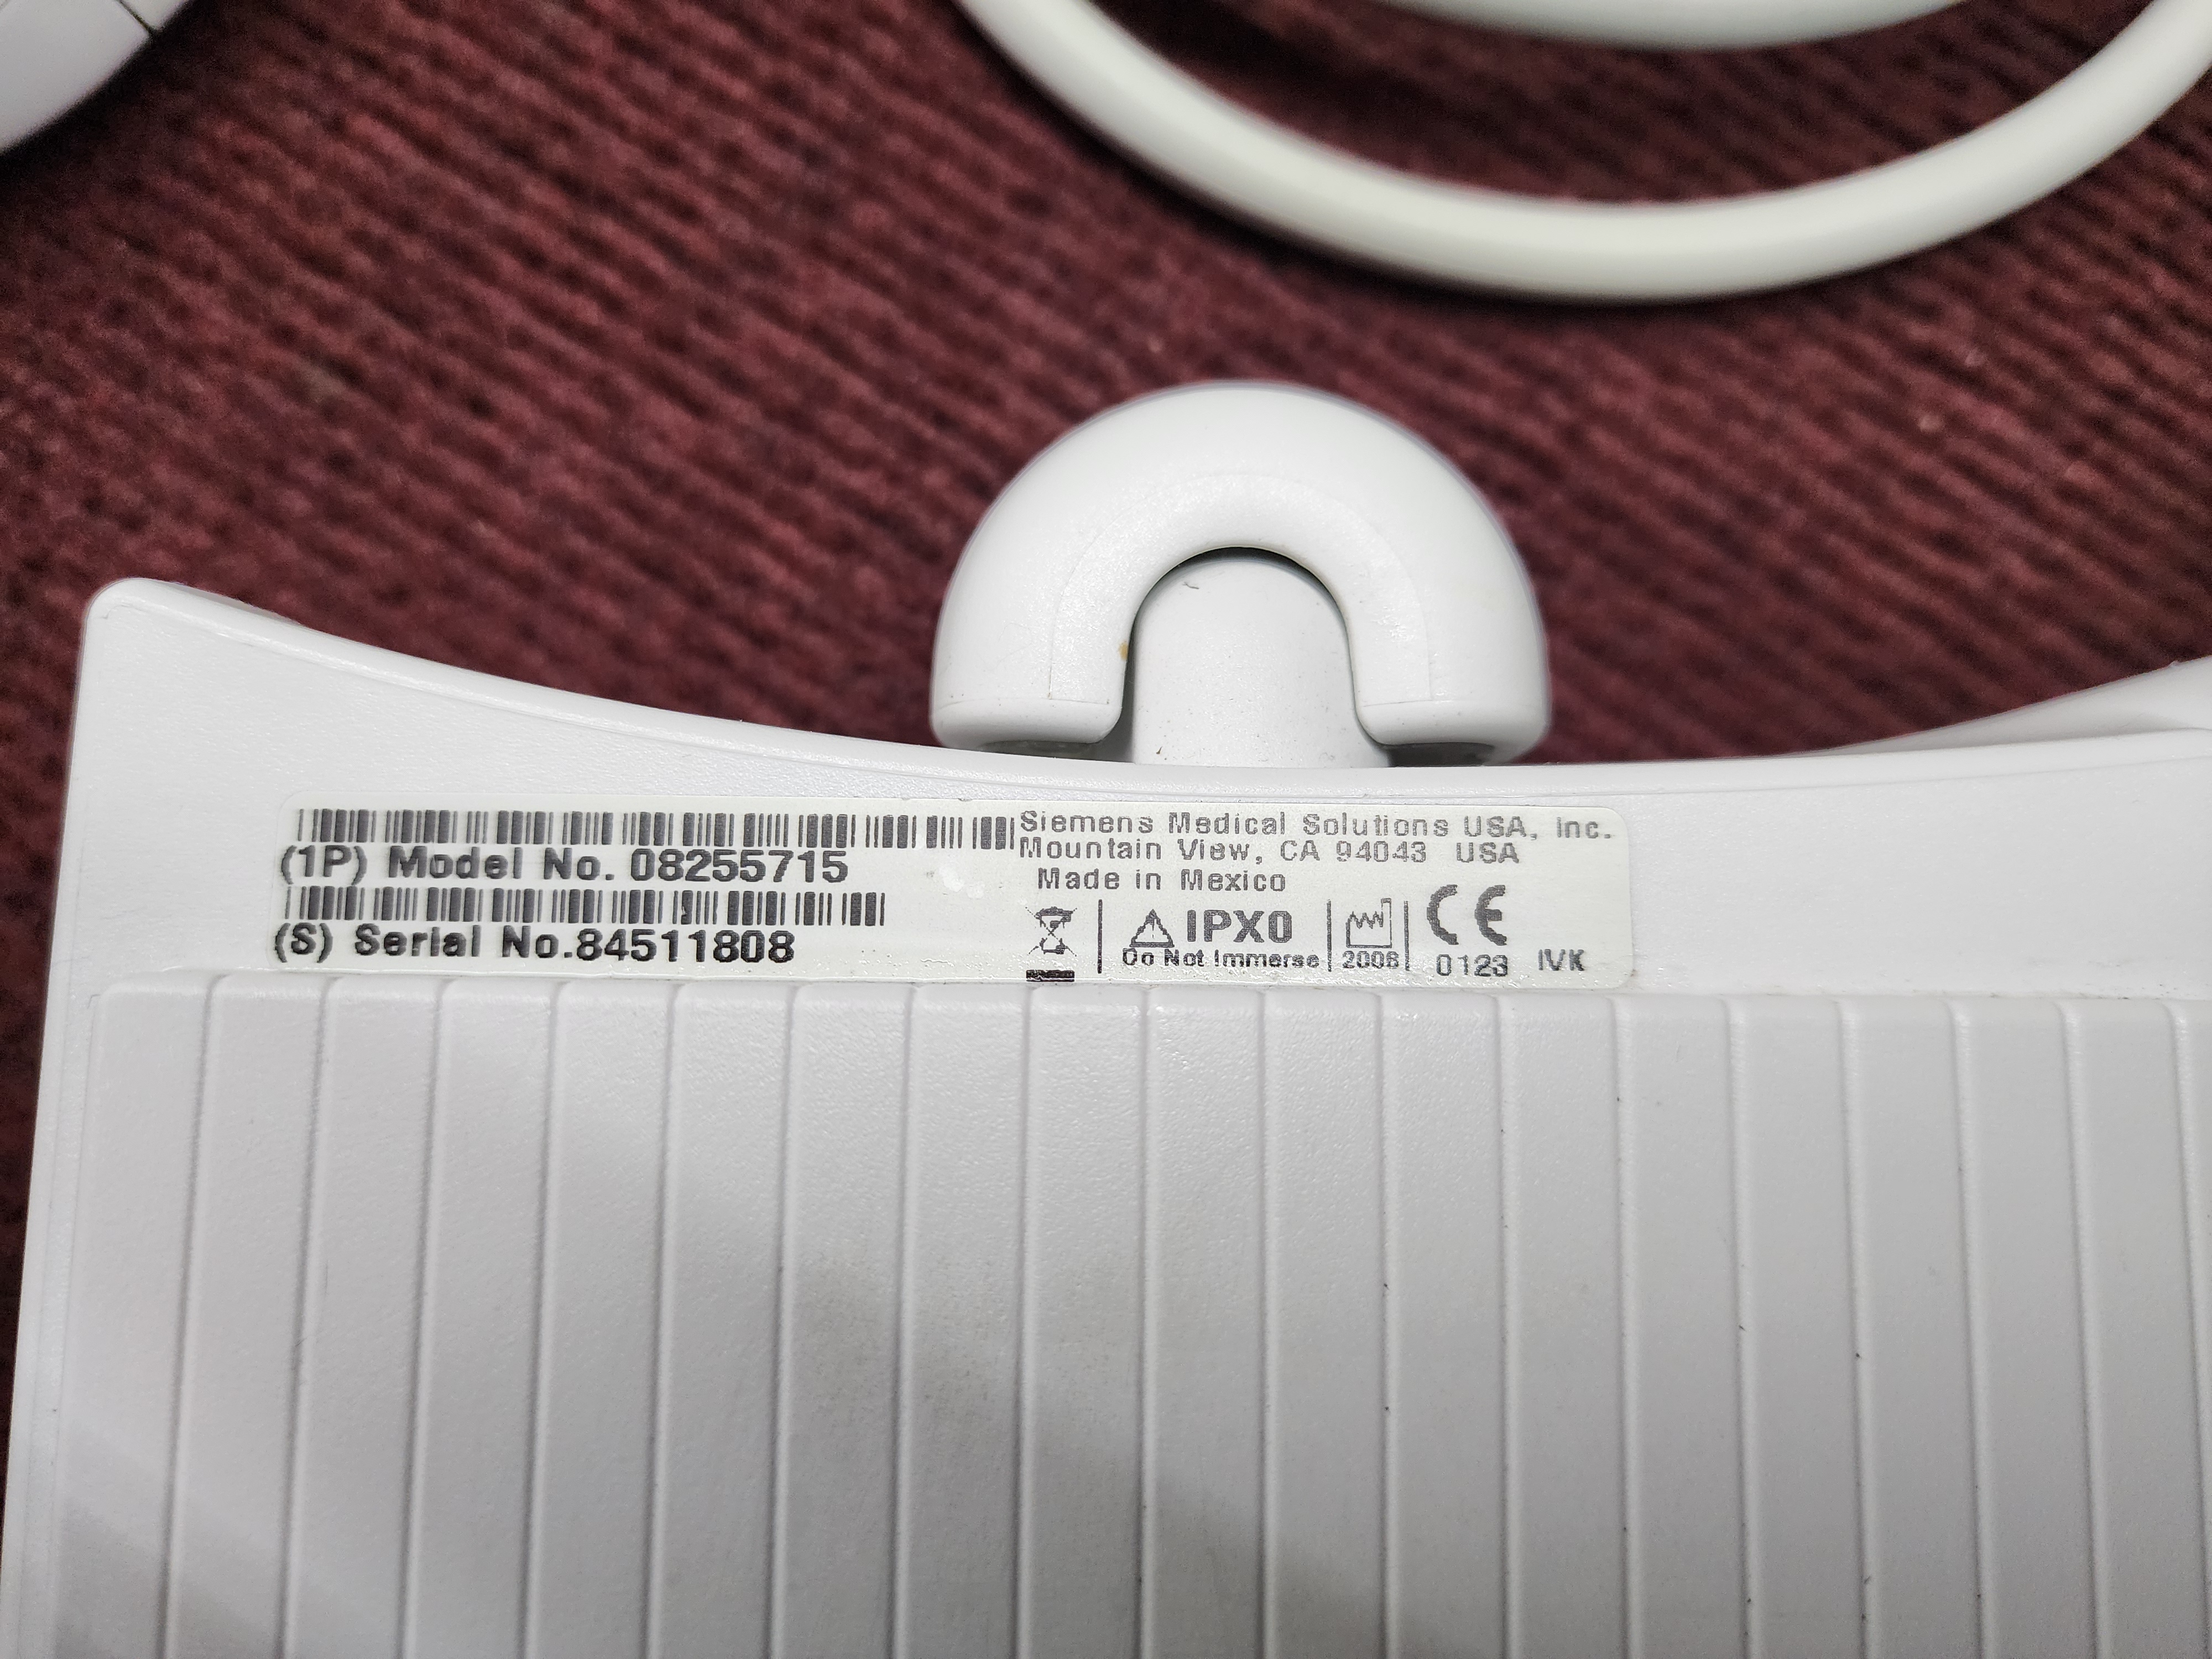 (1P) Model No. 08255715
(S) Serial No.84511808
Siemens Medical Solutions USA, Inc.
Mountain View, CA 94043 USA
Made in Mexico
IPX0
Do Not Immerse
2008
CE
0123
IVK